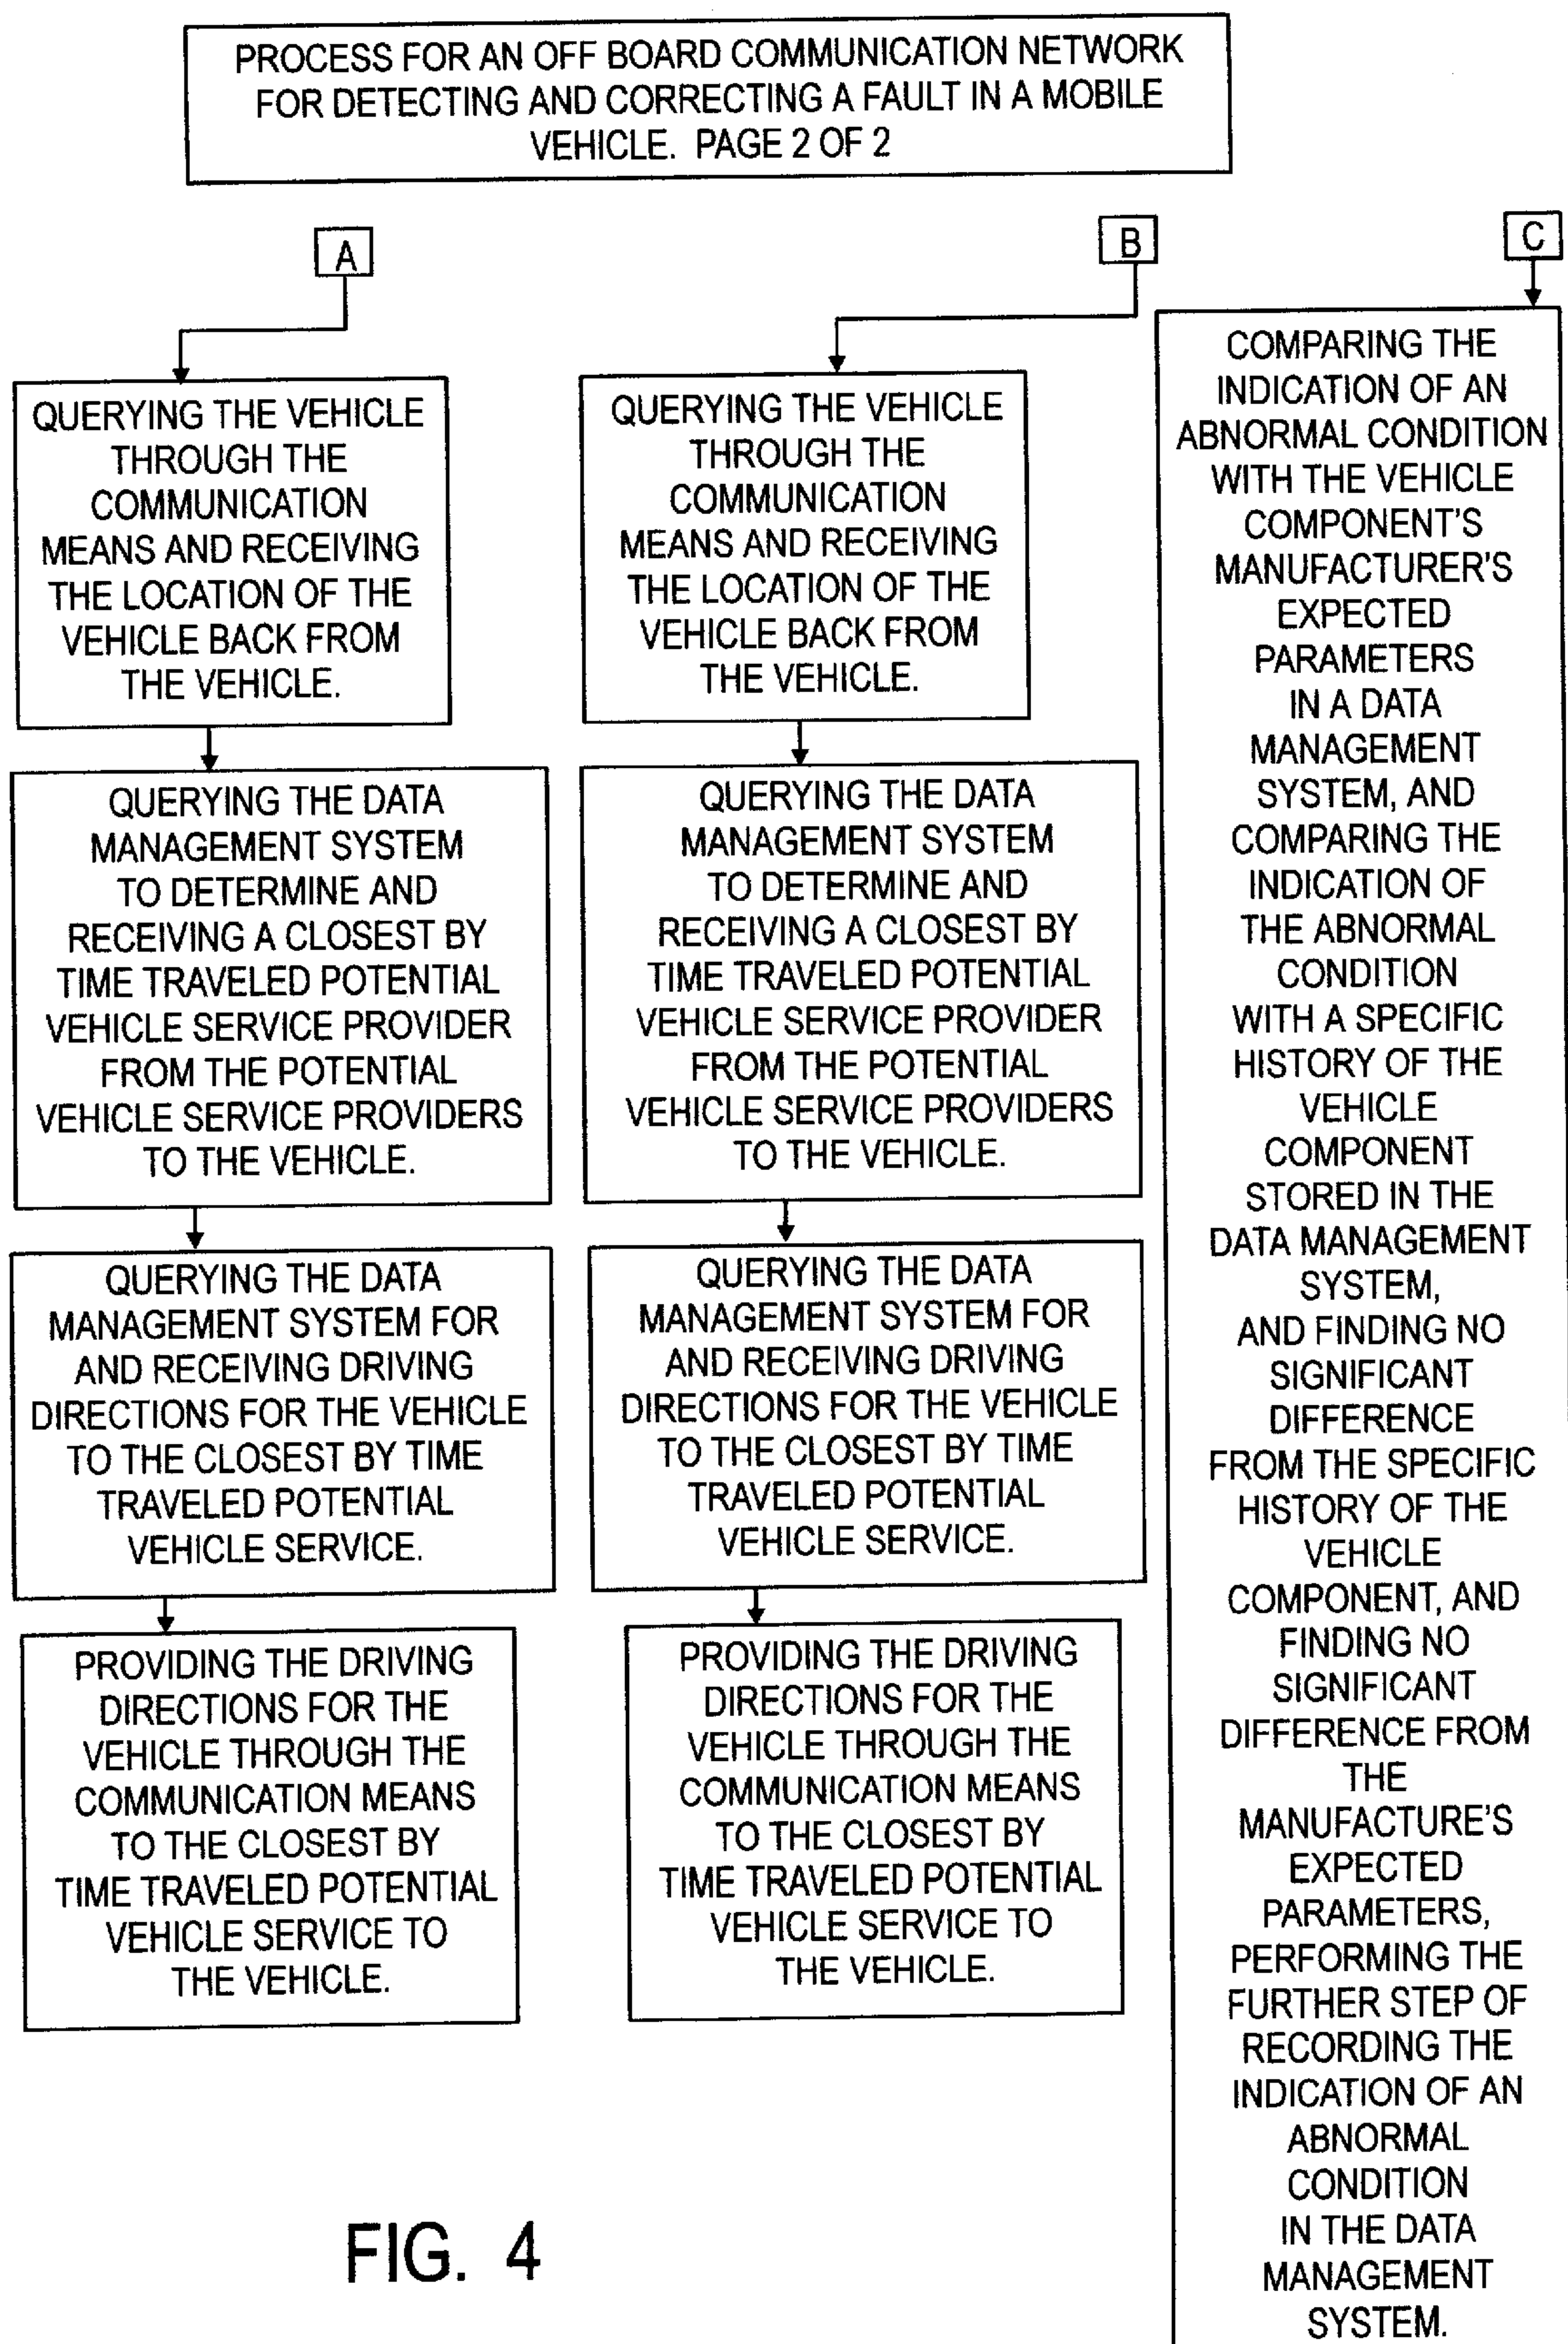 PROCESS FOR AN OFF BOARD COMMUNICATION NETWORK
FOR DETECTING AND CORRECTING A FAULT IN A MOBILE
VEHICLE. PAGE 2 OF 2
A
QUERYING THE VEHICLE
THROUGH THE
COMMUNICATION
MEANS AND RECEIVING
THE LOCATION OF THE
VEHICLE BACK FROM
THE VEHICLE.
QUERYING THE DATA
MANAGEMENT SYSTEM
TO DETERMINE AND
RECEIVING A CLOSEST BY
TIME TRAVELED POTENTIAL
VEHICLE SERVICE PROVIDER
FROM THE POTENTIAL
VEHICLE SERVICE PROVIDERS
TO THE VEHICLE.
QUERYING THE DATA
MANAGEMENT SYSTEM FOR
AND RECEIVING DRIVING
DIRECTIONS FOR THE VEHICLE
TO THE CLOSEST BY TIME
TRAVELED POTENTIAL
VEHICLE SERVICE.
PROVIDING THE DRIVING
DIRECTIONS FOR THE
VEHICLE THROUGH THE
COMMUNICATION MEANS
TO THE CLOSEST BY
TIME TRAVELED POTENTIAL
VEHICLE SERVICE TO
THE VEHICLE.
B
QUERYING THE VEHICLE
THROUGH THE
COMMUNICATION
MEANS AND RECEIVING
THE LOCATION OF THE
VEHICLE BACK FROM
THE VEHICLE.
QUERYING THE DATA
MANAGEMENT SYSTEM
TO DETERMINE AND
RECEIVING A CLOSEST BY
TIME TRAVELED POTENTIAL
VEHICLE SERVICE PROVIDER
FROM THE POTENTIAL
VEHICLE SERVICE PROVIDERS
TO THE VEHICLE.
QUERYING THE DATA
MANAGEMENT SYSTEM FOR
AND RECEIVING DRIVING
DIRECTIONS FOR THE VEHICLE
TO THE CLOSEST BY TIME
TRAVELED POTENTIAL
VEHICLE SERVICE.
PROVIDING THE DRIVING
DIRECTIONS FOR THE
VEHICLE THROUGH THE
COMMUNICATION MEANS
TO THE CLOSEST BY
TIME TRAVELED POTENTIAL
VEHICLE SERVICE TO
THE VEHICLE.
C
COMPARING THE
INDICATION OF AN
ABNORMAL CONDITION
WITH THE VEHICLE
COMPONENT'S
MANUFACTURER'S
EXPECTED
PARAMETERS
IN A DATA
MANAGEMENT
SYSTEM, AND
COMPARING THE
INDICATION OF
THE ABNORMAL
CONDITION
WITH A SPECIFIC
HISTORY OF THE
VEHICLE
COMPONENT
STORED IN THE
DATA MANAGEMENT
SYSTEM,
AND FINDING NO
SIGNIFICANT
DIFFERENCE
FROM THE SPECIFIC
HISTORY OF THE
VEHICLE
COMPONENT, AND
FINDING NO
SIGNIFICANT
DIFFERENCE FROM
THE
MANUFACTURE'S
EXPECTED
PARAMETERS,
PERFORMING THE
FURTHER STEP OF
RECORDING THE
INDICATION OF AN
ABNORMAL
CONDITION
IN THE DATA
MANAGEMENT
SYSTEM.
FIG. 4